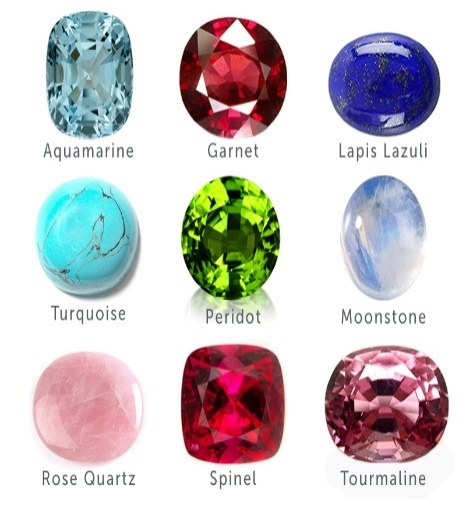 Aquamarine
Garnet
Lapis Lazuli
Turquoise
Peridot
Moonstone
Rose Quartz
Spinel
Tourmaline